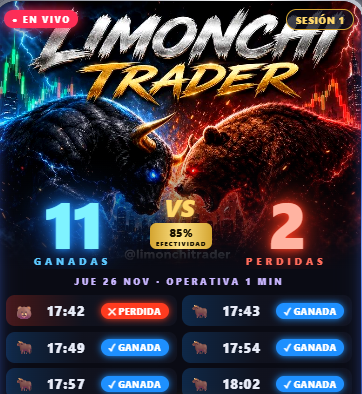 • EN VIVO
SESIÓN 1
LIMONCHI
TRADER
11 VS 2
85%
EFECTIVIDAD
GANADAS PERDIDAS
@limonchitrader
JUE 26 NOV · OPERATIVA 1 MIN
17:42 ✕ PERDIDA 17:43 ✓ GANADA
17:49 ✓ GANADA 17:54 ✓ GANADA
17:57 ✓ GANADA 18:02 ✓ GANADA